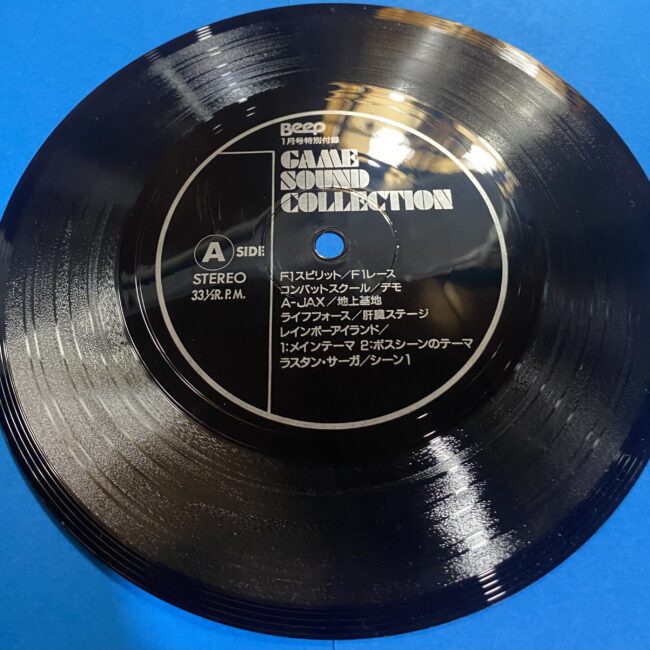 Beep
1月号特別付録
GAME
SOUND
COLLECTION
A SIDE
STEREO
33⅓R.P.M.
F1スピリット/F1レース
コンバットスクール/デモ
A-JAX/地上基地
ライフフォース/肝臓ステージ
レインボーアイランド/
1:メインテーマ 2:ボスシーンのテーマ
ラスタン・サーガ/シーン1